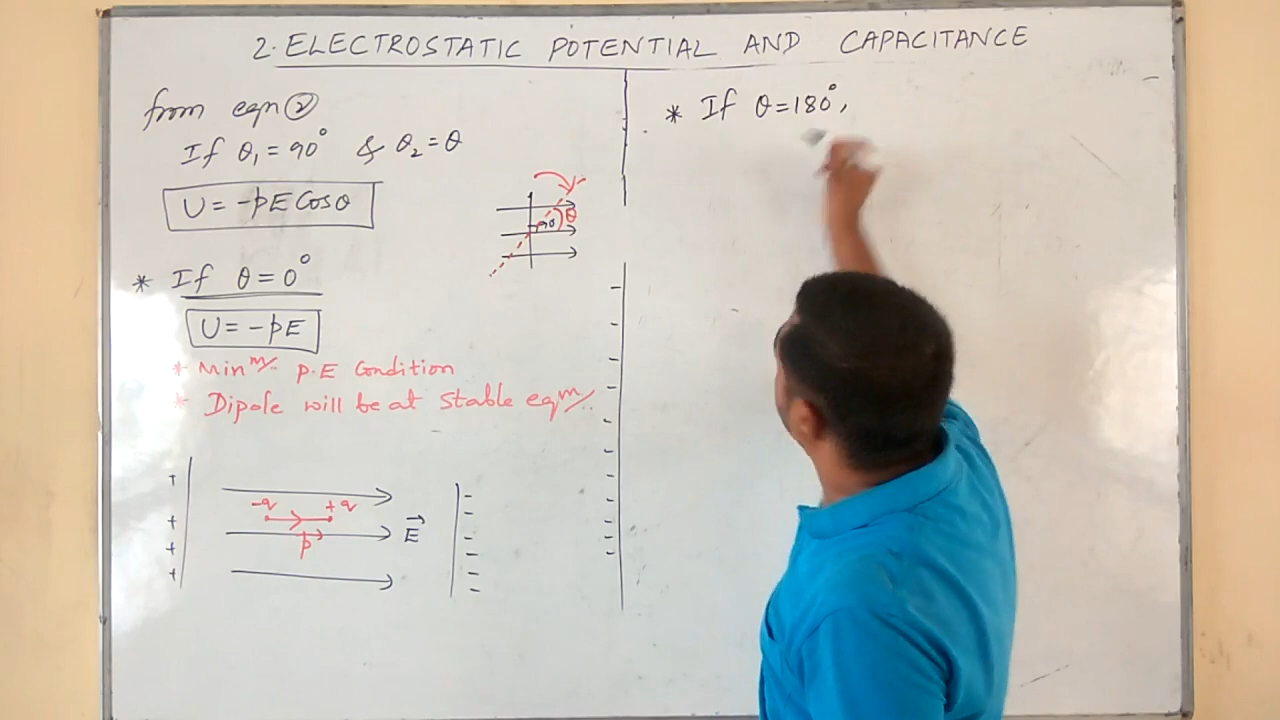 2. ELECTROSTATIC POTENTIAL AND CAPACITANCE
from eqn ②
If θ₁ = 90° & θ₂ = θ
U = -pE Cosθ
θ
* If θ = 0°
U = -pE
* Minᵐ/. P.E Condition
* Dipole will be at stable eqm/.
-q +q
p
E
* If θ = 180°,